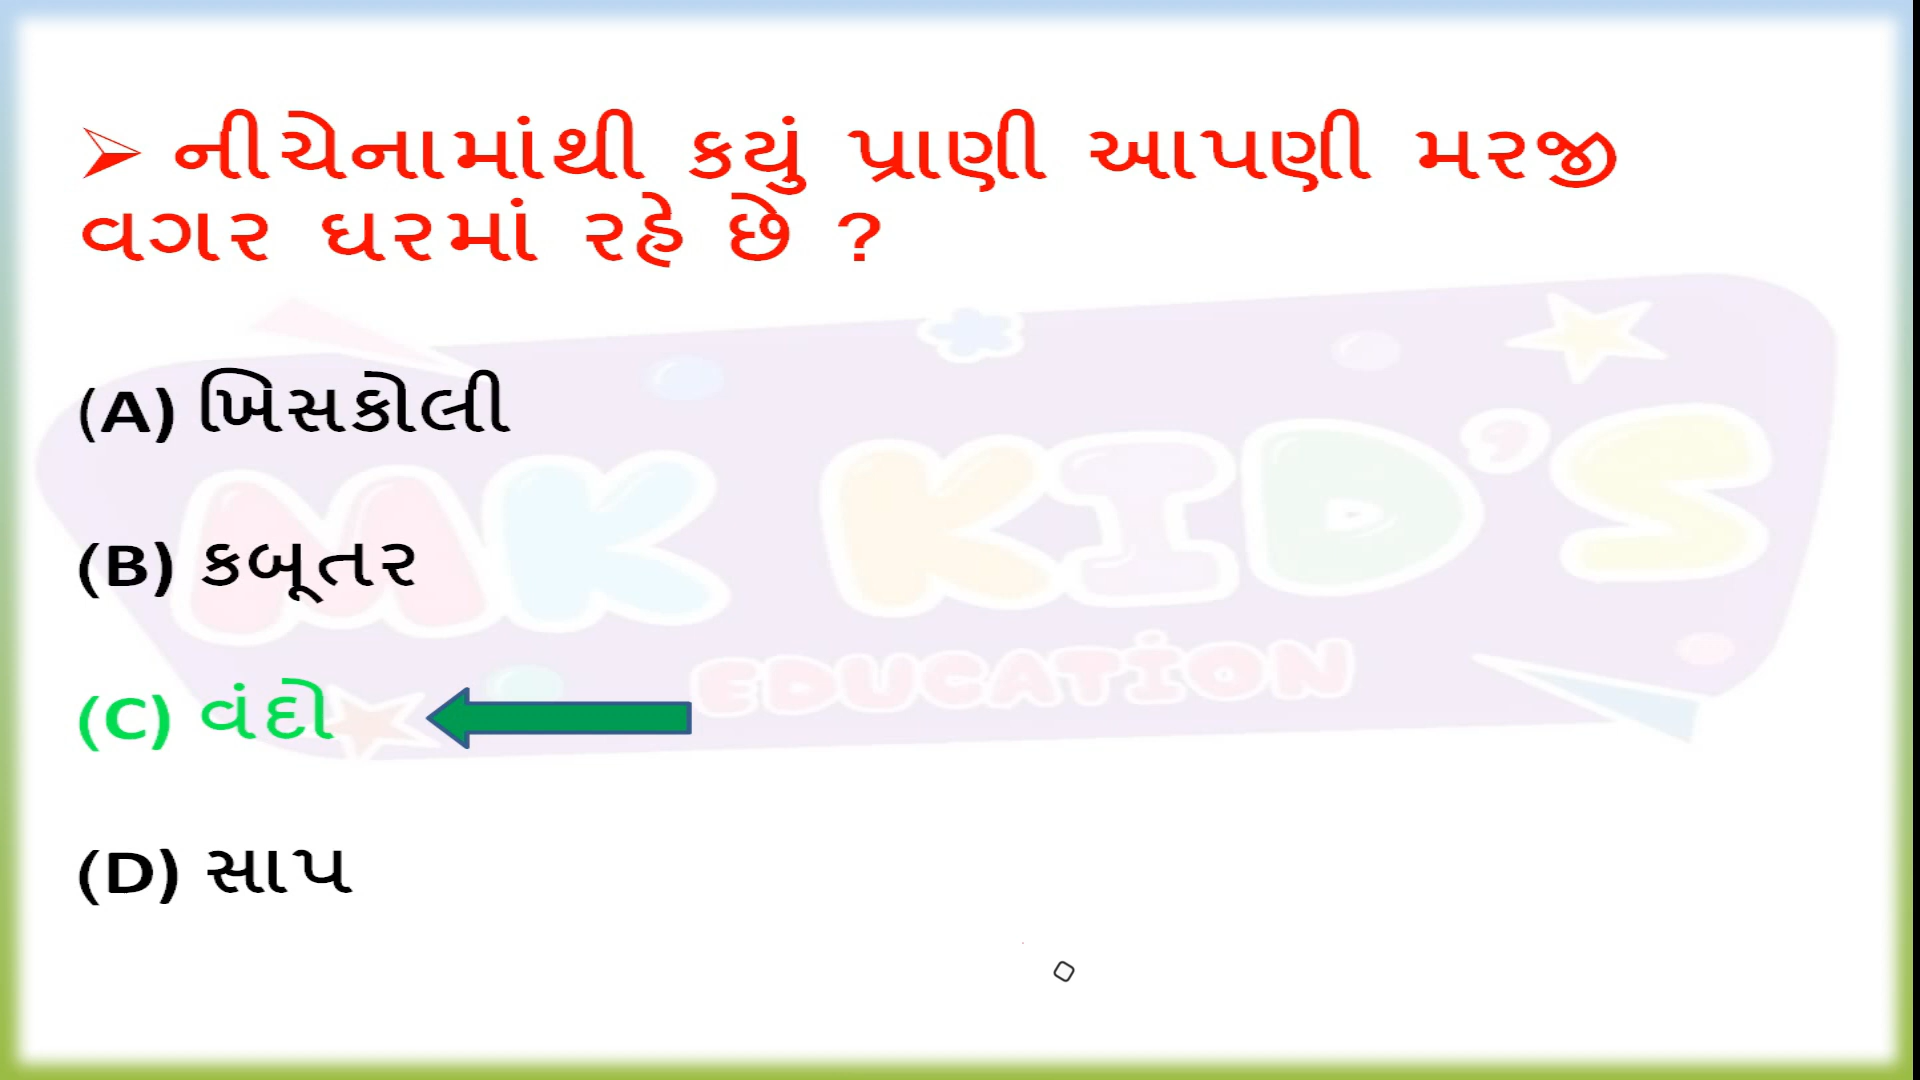 ➢ નીચેનામાંથી કયું પ્રાણી આપણી મરજી
વગર ઘરમાં રહે છે ?
(A) ખિસકોલી
(B) કબૂતર
(C) વંદો
(D) સાપ
MK KID'S
EDUCATION